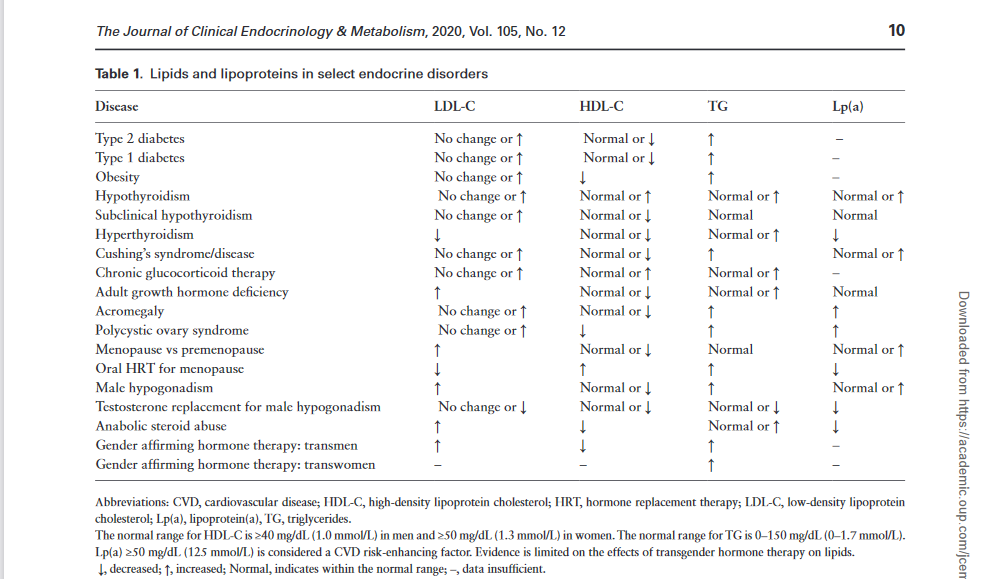 The Journal of Clinical Endocrinology & Metabolism, 2020, Vol. 105, No. 12 10
Table 1. Lipids and lipoproteins in select endocrine disorders
Disease LDL-C HDL-C TG Lp(a)
Type 2 diabetes No change or ↑ Normal or ↓ ↑ –
Type 1 diabetes No change or ↑ Normal or ↓ ↑ –
Obesity No change or ↑ ↓ ↑ –
Hypothyroidism No change or ↑ Normal or ↑ Normal or ↑ Normal or ↑
Subclinical hypothyroidism No change or ↑ Normal or ↓ Normal Normal
Hyperthyroidism ↓ Normal or ↓ Normal or ↑ ↓
Cushing's syndrome/disease No change or ↑ Normal or ↓ ↑ Normal or ↑
Chronic glucocorticoid therapy No change or ↑ Normal or ↑ Normal or ↑ –
Adult growth hormone deficiency ↑ Normal or ↓ Normal or ↑ Normal
Acromegaly No change or ↑ Normal or ↓ ↑ ↑
Polycystic ovary syndrome No change or ↑ ↓ ↑ ↑
Menopause vs premenopause ↑ Normal or ↓ Normal Normal or ↑
Oral HRT for menopause ↓ ↑ ↑ ↓
Male hypogonadism ↑ Normal or ↓ ↑ Normal or ↑
Testosterone replacement for male hypogonadism No change or ↓ Normal or ↓ Normal or ↓ ↓
Anabolic steroid abuse ↑ ↓ Normal or ↑ ↓
Gender affirming hormone therapy: transmen ↑ ↓ ↑ –
Gender affirming hormone therapy: transwomen – – ↑ –
Abbreviations: CVD, cardiovascular disease; HDL-C, high-density lipoprotein cholesterol; HRT, hormone replacement therapy; LDL-C, low-density lipoprotein
cholesterol; Lp(a), lipoprotein(a), TG, triglycerides.
The normal range for HDL-C is ≥40 mg/dL (1.0 mmol/L) in men and ≥50 mg/dL (1.3 mmol/L) in women. The normal range for TG is 0–150 mg/dL (0–1.7 mmol/L).
Lp(a) ≥50 mg/dL (125 mmol/L) is considered a CVD risk-enhancing factor. Evidence is limited on the effects of transgender hormone therapy on lipids.
↓, decreased; ↑, increased; Normal, indicates within the normal range; –, data insufficient.
Downloaded from https://academic.oup.com/jcem